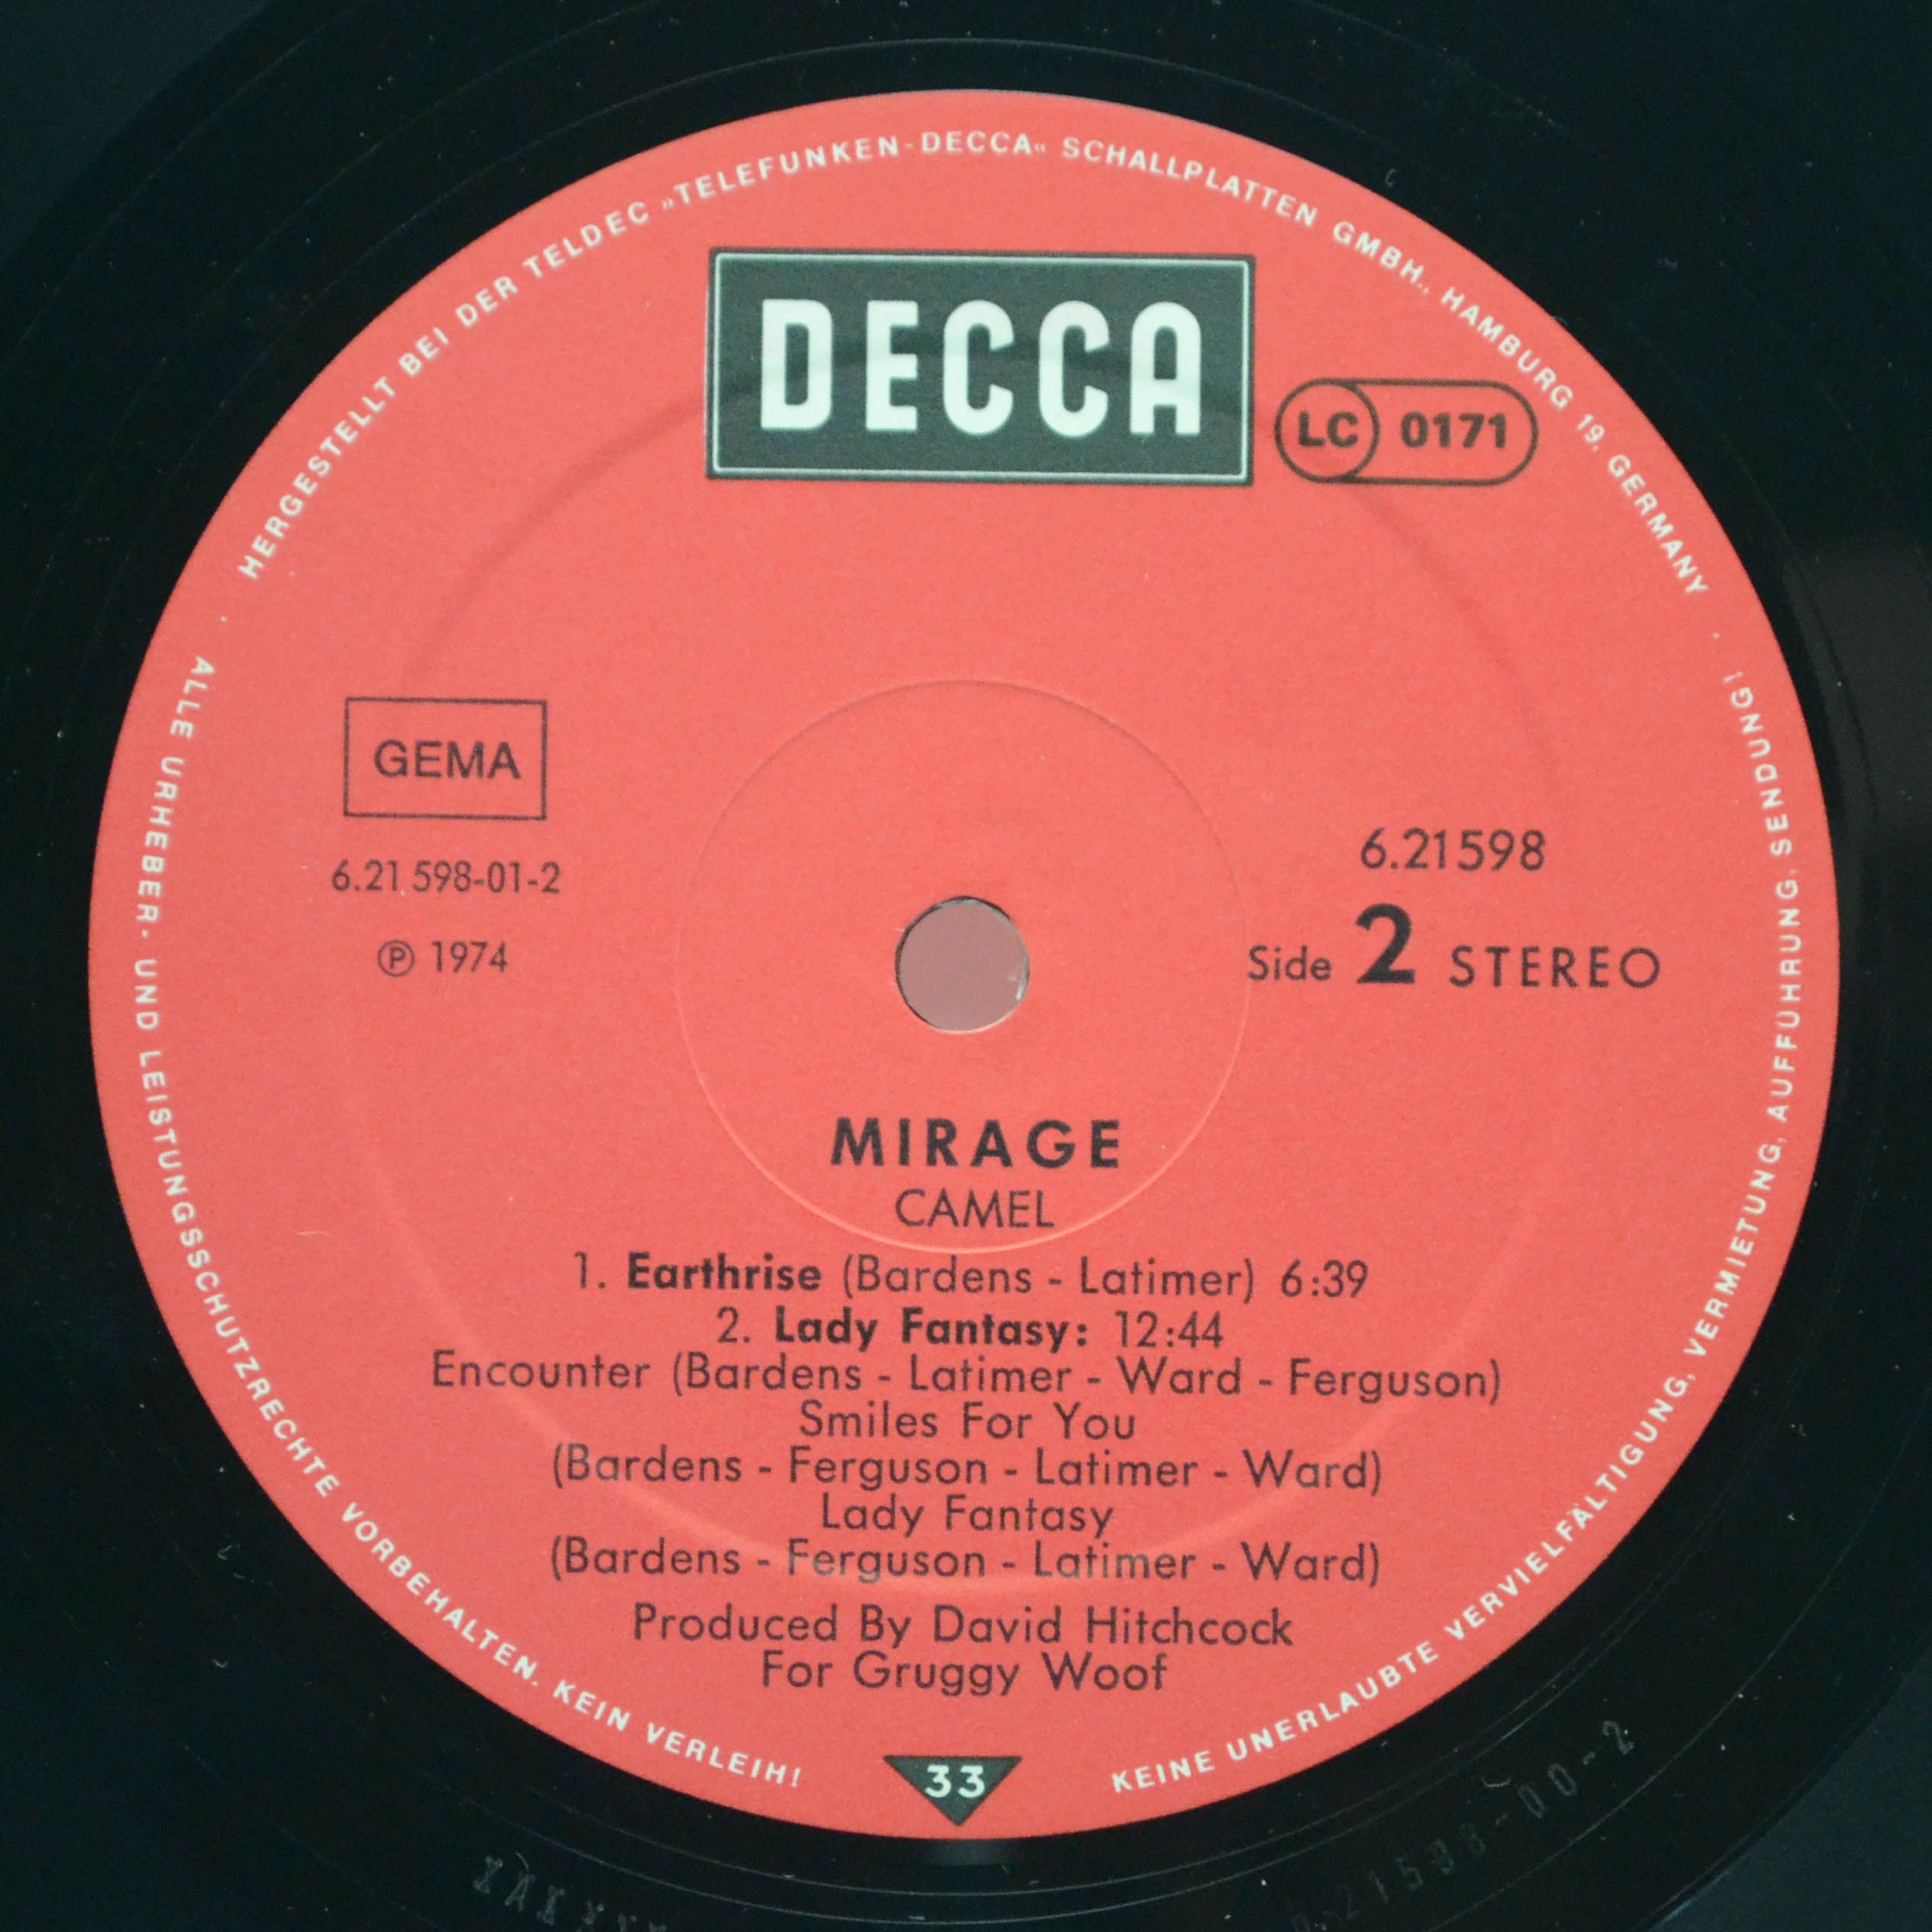 HERGESTELLT BEI DER TELDEC »TELEFUNKEN-DECCA« SCHALLPLATTEN GMBH., HAMBURG 19, GERMANY
DECCA
LC 0171
GEMA
6.21598-01-2
℗ 1974
6.21598
Side 2 STEREO
MIRAGE
CAMEL
1. Earthrise (Bardens - Latimer) 6:39
2. Lady Fantasy: 12:44
Encounter (Bardens - Latimer - Ward - Ferguson)
Smiles For You
(Bardens - Ferguson - Latimer - Ward)
Lady Fantasy
(Bardens - Ferguson - Latimer - Ward)
Produced By David Hitchcock
For Gruggy Woof
33
ALLE URHEBER- UND LEISTUNGSSCHUTZRECHTE VORBEHALTEN. KEIN VERLEIH!
KEINE UNERLAUBTE VERVIELFÄLTIGUNG, VERMIETUNG, AUFFÜHRUNG, SENDUNG!